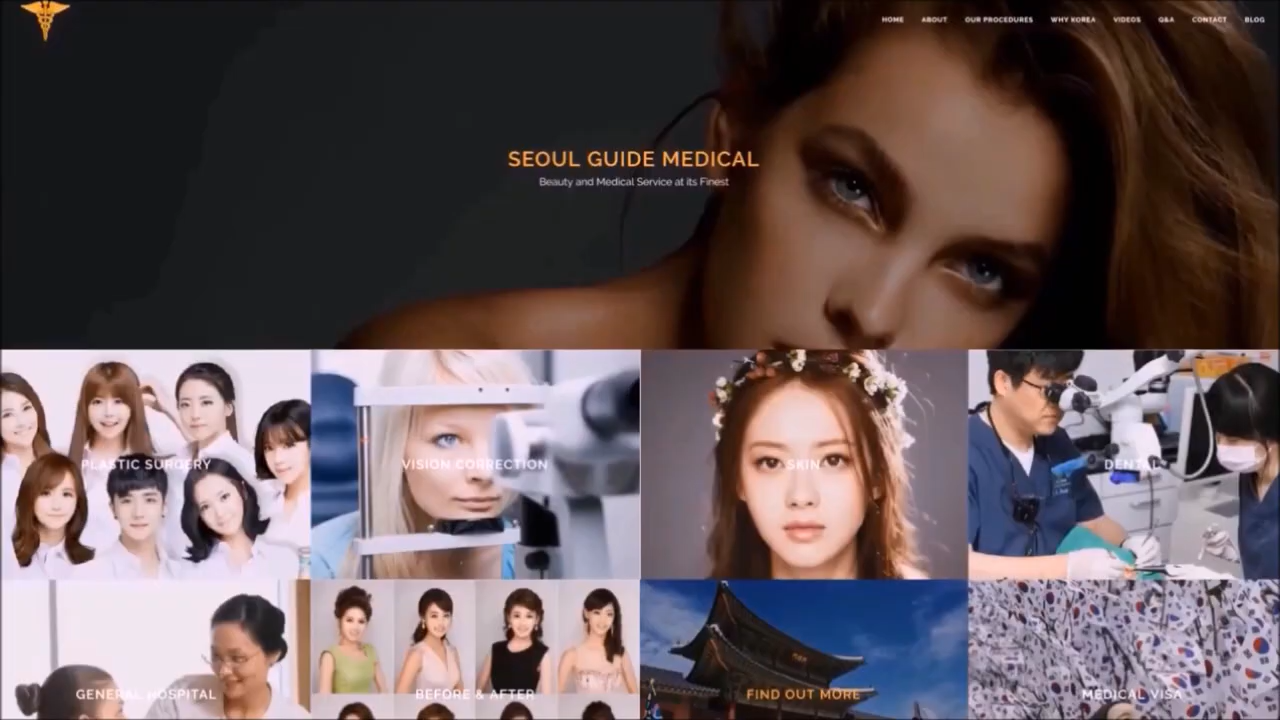 HOME ABOUT OUR PROCEDURES WHY KOREA VIDEOS Q&A CONTACT BLOG
SEOUL GUIDE MEDICAL
Beauty and Medical Service at its Finest
PLASTIC SURGERY
VISION CORRECTION
SKIN
DENTAL
GENERAL HOSPITAL
BEFORE & AFTER
FIND OUT MORE
MEDICAL VISA